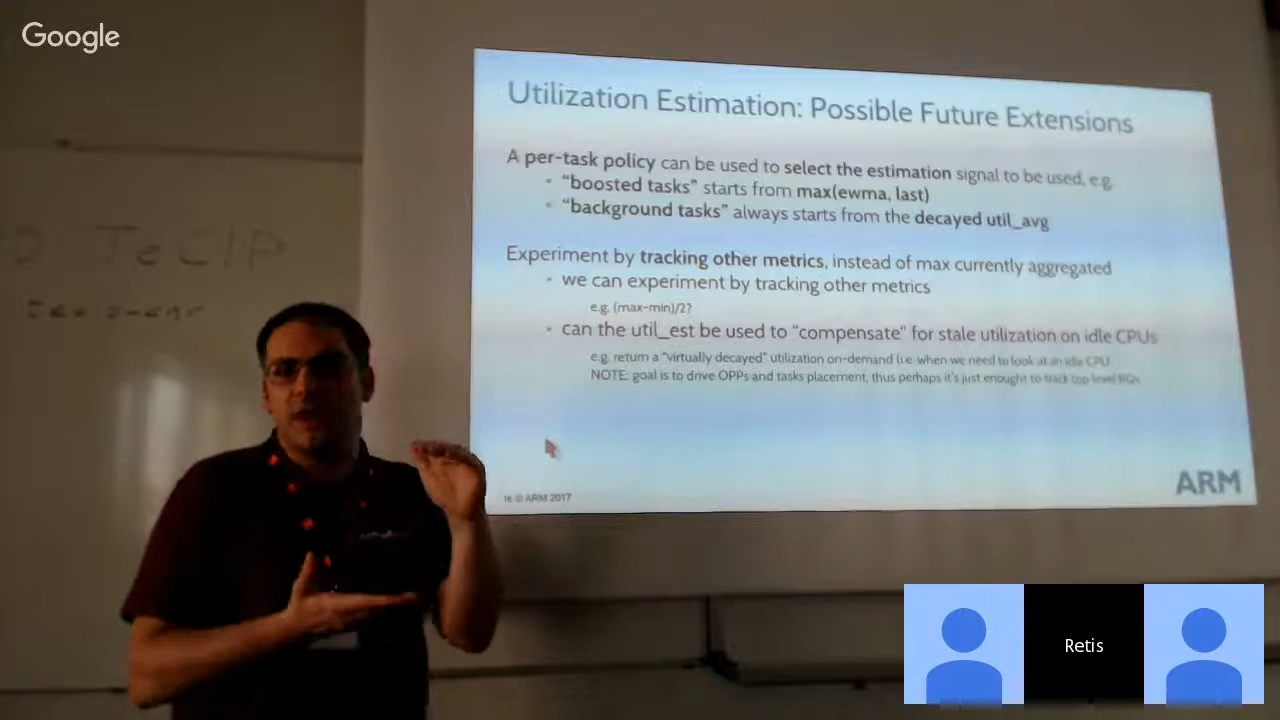 Google
TeCIP
Utilization Estimation: Possible Future Extensions
A per-task policy can be used to select the estimation signal to be used, e.g.
• "boosted tasks" starts from max(ewma, last)
• "background tasks" always starts from the decayed util_avg
Experiment by tracking other metrics, instead of max currently aggregated
• we can experiment by tracking other metrics
e.g. (max-min)/2?
• can the util_est be used to "compensate" for stale utilization on idle CPUs
e.g. return a "virtually decayed" utilization on-demand (i.e. when we need to look at an idle CPU
NOTE: goal is to drive OPPs and tasks placement, thus perhaps it's just enought to track top level RQs
16 © ARM 2017
ARM
Retis